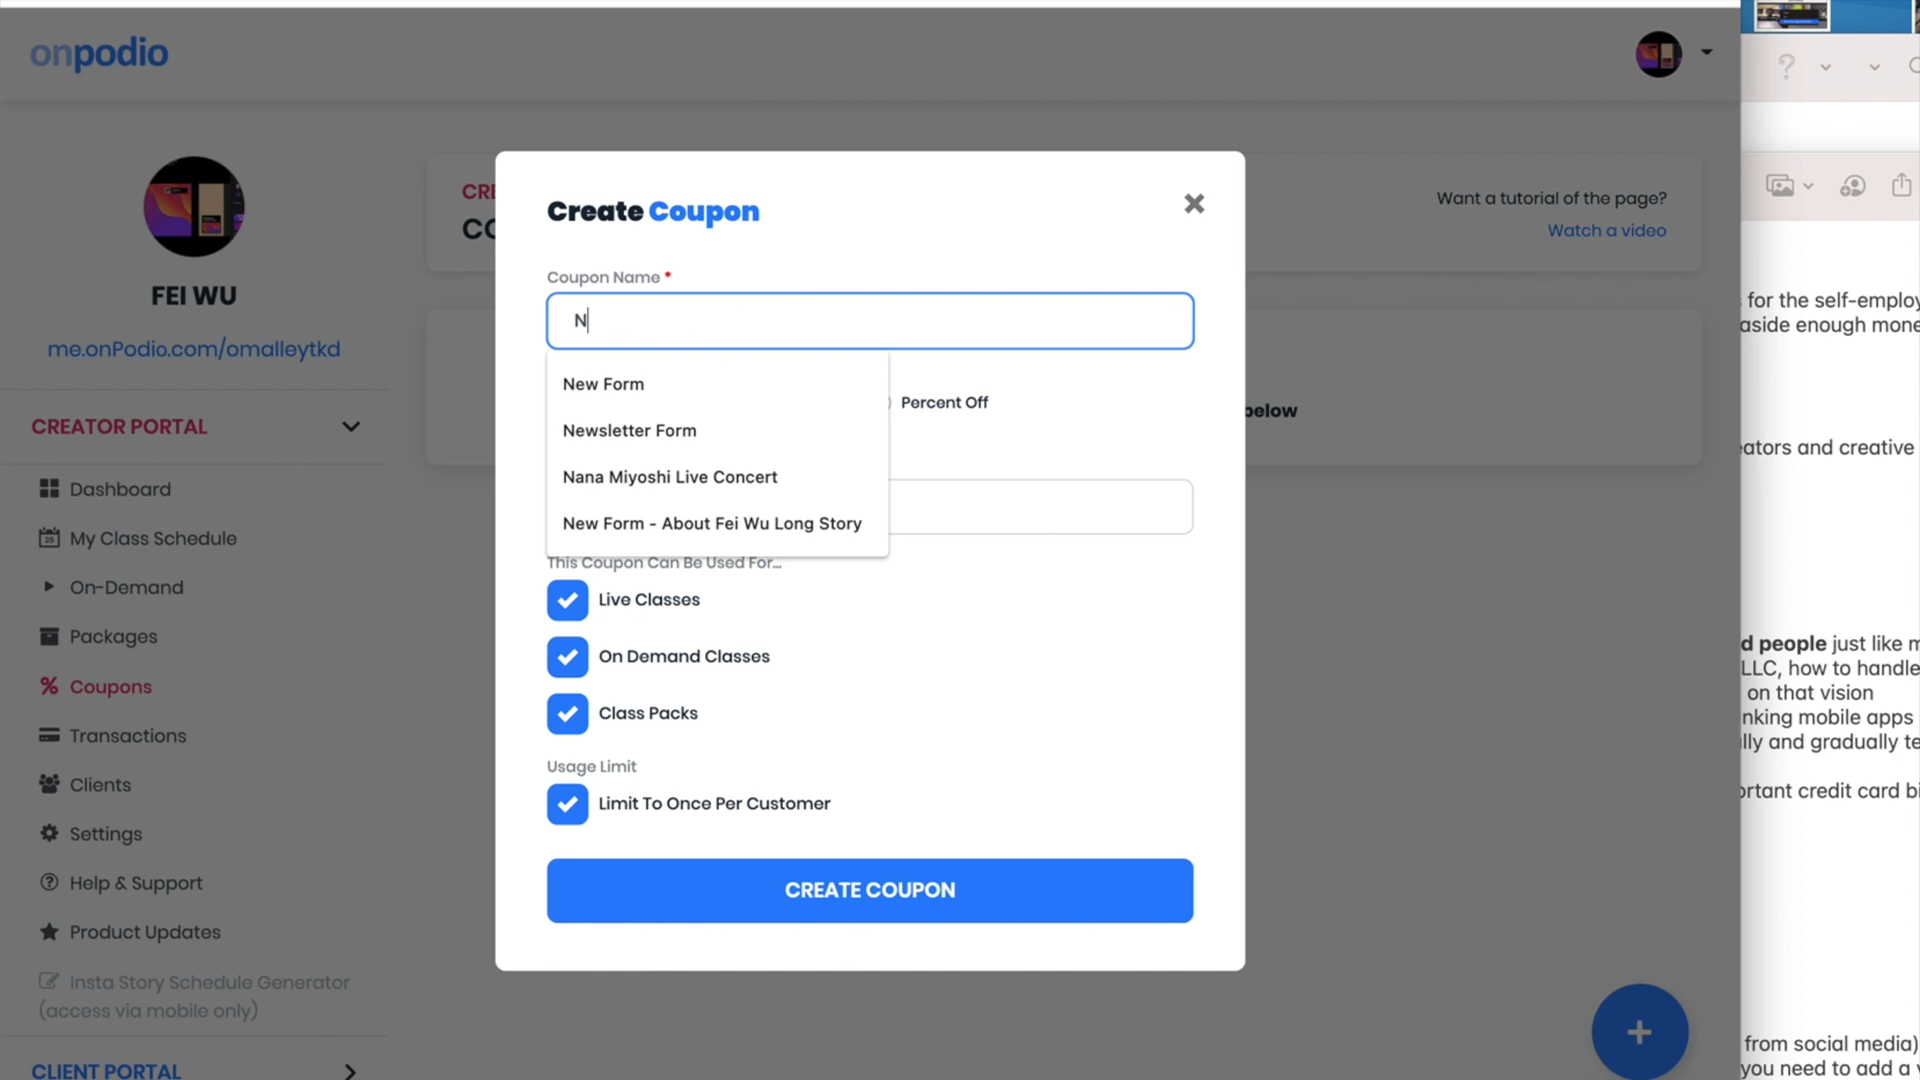 onpodio
FEI WU
me.onPodio.com/omalleytkd
CREATOR PORTAL
Dashboard
25 My Class Schedule
On-Demand
Packages
Coupons
Transactions
Clients
Settings
Help & Support
Product Updates
Insta Story Schedule Generator
(access via mobile only)
CLIENT PORTAL
CRE
CO
Want a tutorial of the page?
Watch a video
below
Create Coupon
Coupon Name *
N
New Form
Newsletter Form
Nana Miyoshi Live Concert
New Form - About Fei Wu Long Story
Percent Off
This Coupon Can Be Used For...
Live Classes
On Demand Classes
Class Packs
Usage Limit
Limit To Once Per Customer
CREATE COUPON
for the self-employ
aside enough mone
ators and creative
d people just like m
LLC, how to handle
on that vision
nking mobile apps
lly and gradually te
ortant credit card bi
from social media)
you need to add a v